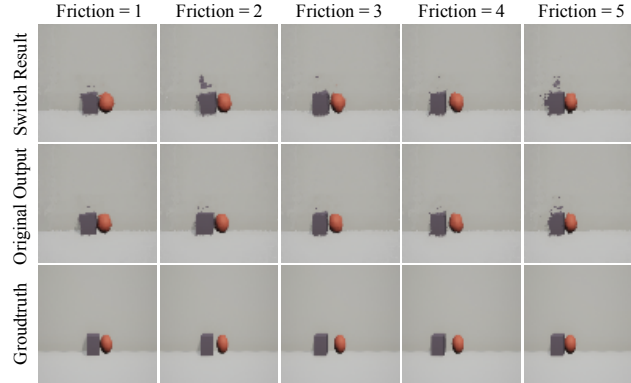 Friction = 1 Friction = 2 Friction = 3 Friction = 4 Friction = 5
Switch Result
Original Output
Groudtruth